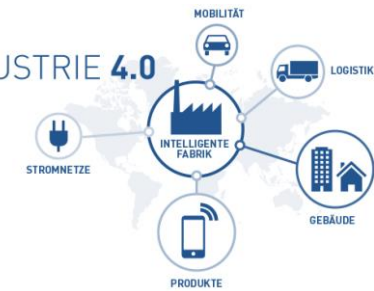 MOBILITÄT
USTRIE 4.0
LOGISTIK
INTELLIGENTE
FABRIK
STROMNETZE
GEBÄUDE
PRODUKTE